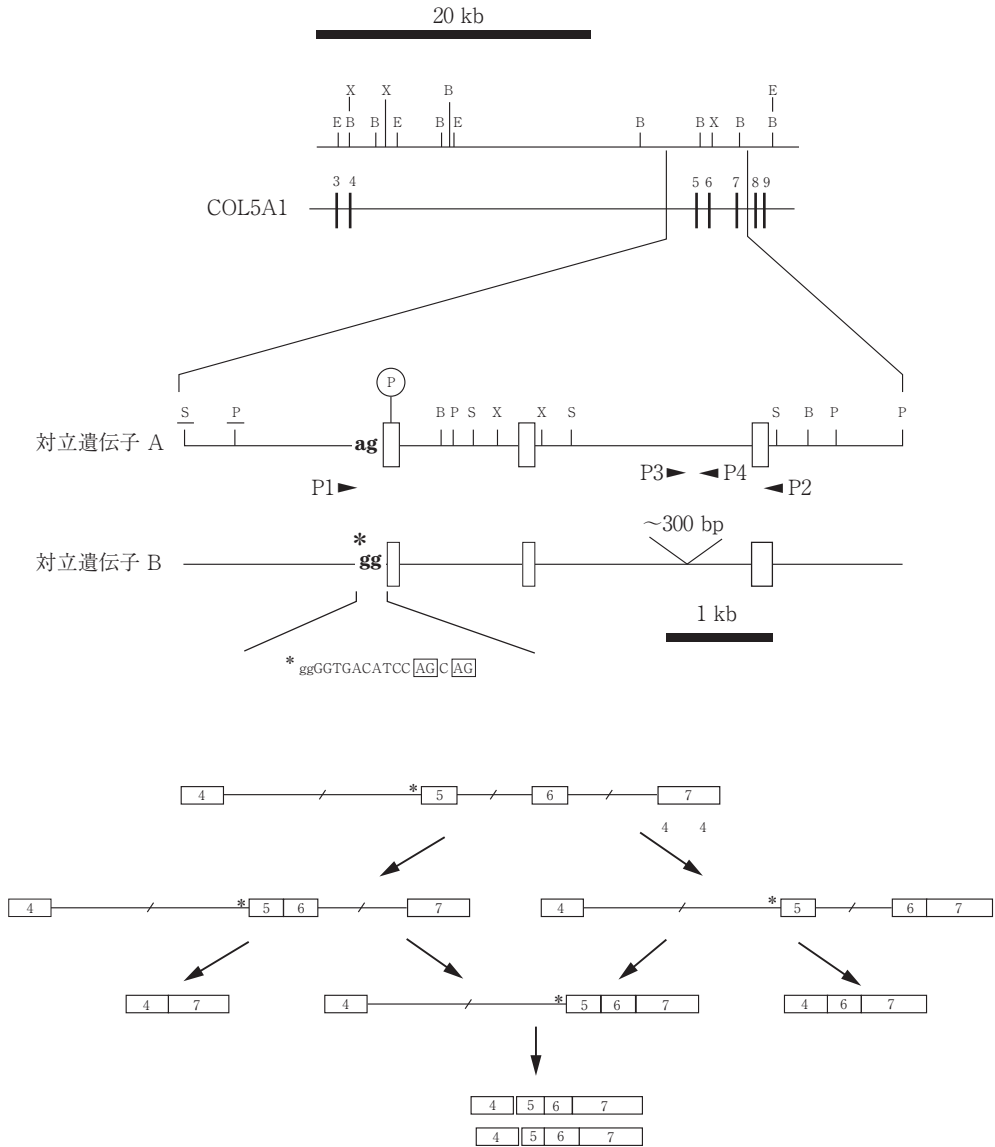 20 kb
X X B E
E B B E B E B B X B B
3 4 5 6 7 8 9
COL5A1
P
S P B P S X X S S B P P
対立遺伝子 A
ag
P1 P3 P4 P2
*
〜300 bp
対立遺伝子 B
gg
1 kb
* ggGGTGACATCC AG C AG
4 * 5 6 7
4 4
4 * 5 6 7
4 * 5 6 7
4 7
4 * 5 6 7
4 6 7
4 5 6 7
4 5 6 7